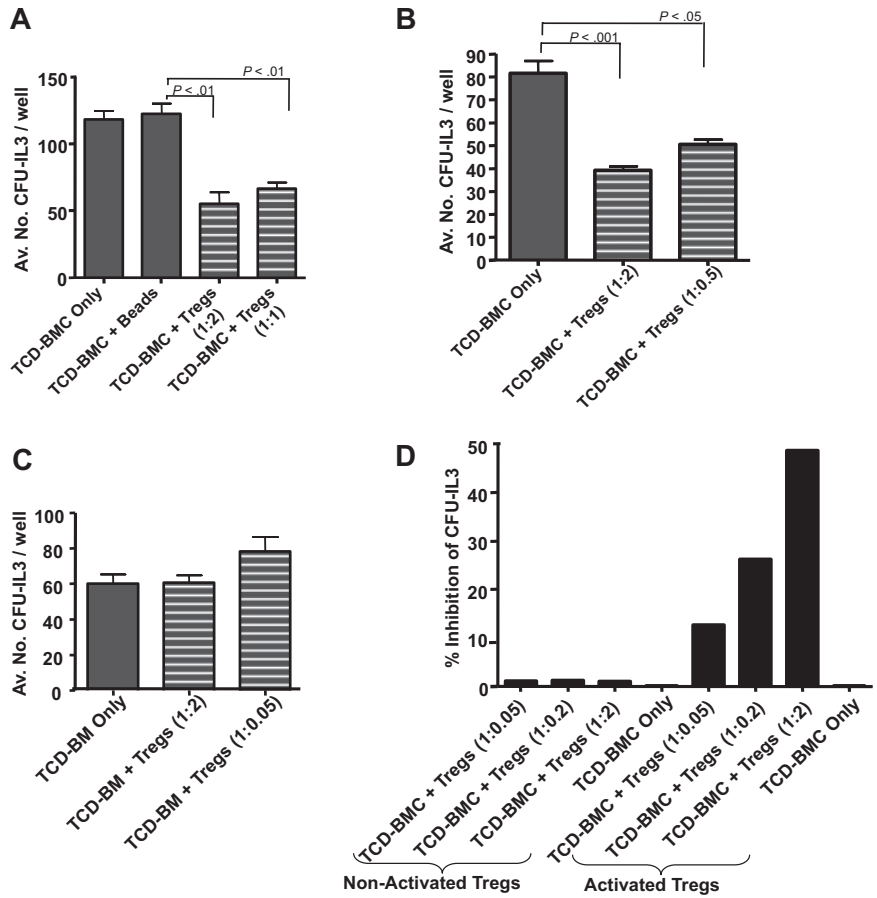 A
P < .01
P < .01
Av. No. CFU-IL3 / well
150
100
50
0
TCD-BMC Only
TCD-BMC + Beads
TCD-BMC + Tregs
(1:2)
TCD-BMC + Tregs
(1:1)
B
P < .05
P < .001
Av. No. CFU-IL3 / well
90
80
70
60
50
40
30
20
10
0
TCD-BMC Only
TCD-BMC + Tregs (1:2)
TCD-BMC + Tregs (1:0.5)
C
Av. No. CFU-IL3 / well
100
80
60
40
20
0
TCD-BM Only
TCD-BM + Tregs (1:2)
TCD-BM + Tregs (1:0.05)
D
% Inhibition of CFU-IL3
50
40
30
20
10
0
TCD-BMC + Tregs (1:0.05)
TCD-BMC + Tregs (1:0.2)
TCD-BMC + Tregs (1:2)
TCD-BMC Only
TCD-BMC + Tregs (1:0.05)
TCD-BMC + Tregs (1:0.2)
TCD-BMC + Tregs (1:2)
TCD-BMC Only
Non-Activated Tregs
Activated Tregs